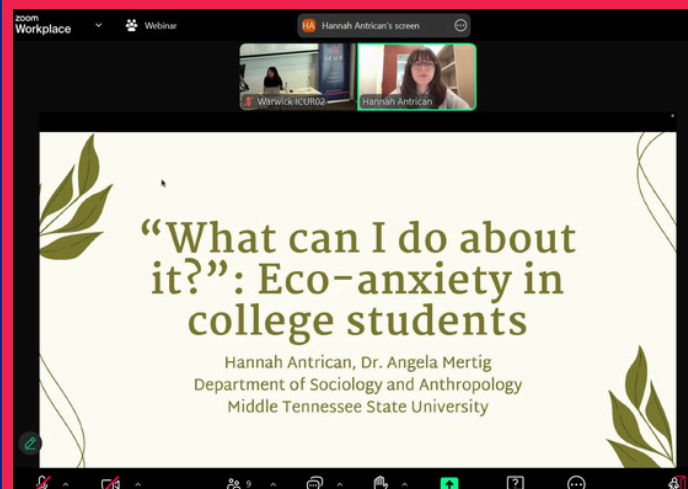 zoom
Workplace
Webinar
HA Hannah Antrican's screen
ICUR
Warwick ICUR02
Hannah Antrican
“What can I do about
it?”: Eco-anxiety in
college students
Hannah Antrican, Dr. Angela Mertig
Department of Sociology and Anthropology
Middle Tennessee State University
9